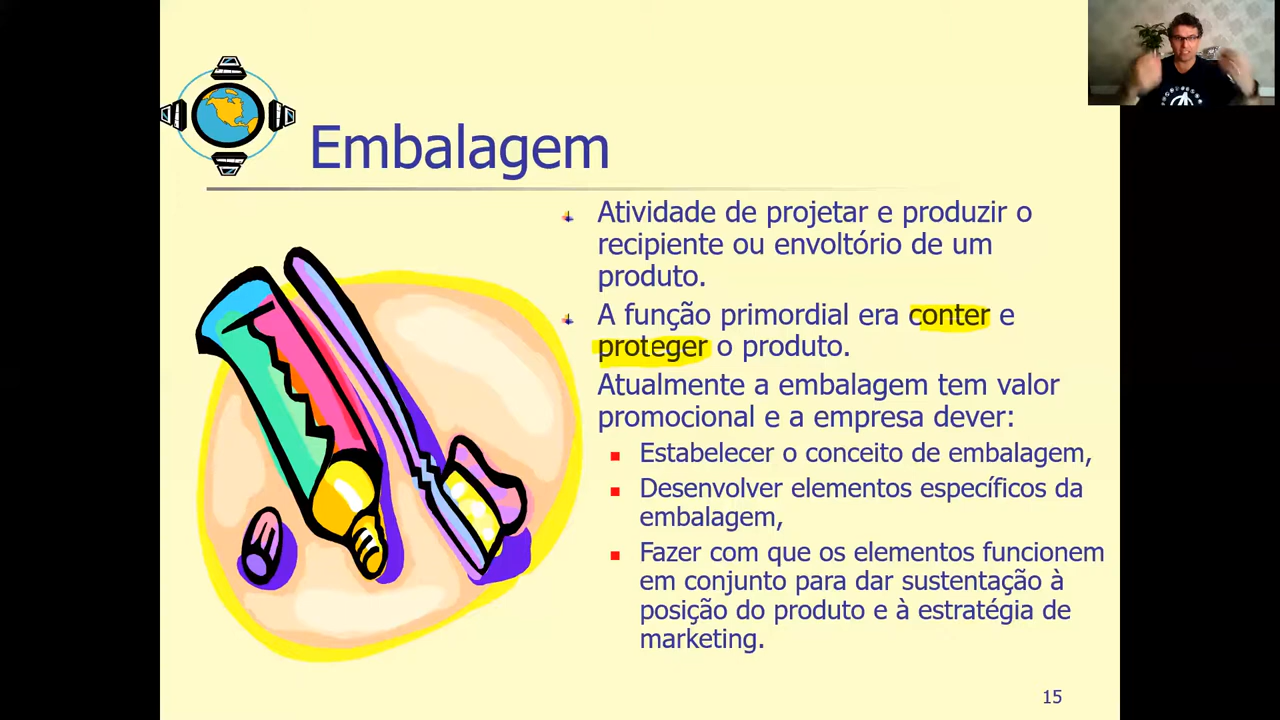 Embalagem
Atividade de projetar e produzir o
recipiente ou envoltório de um
produto.
A função primordial era conter e
proteger o produto.
Atualmente a embalagem tem valor
promocional e a empresa dever:
Estabelecer o conceito de embalagem,
Desenvolver elementos específicos da
embalagem,
Fazer com que os elementos funcionem
em conjunto para dar sustentação à
posição do produto e à estratégia de
marketing.
15